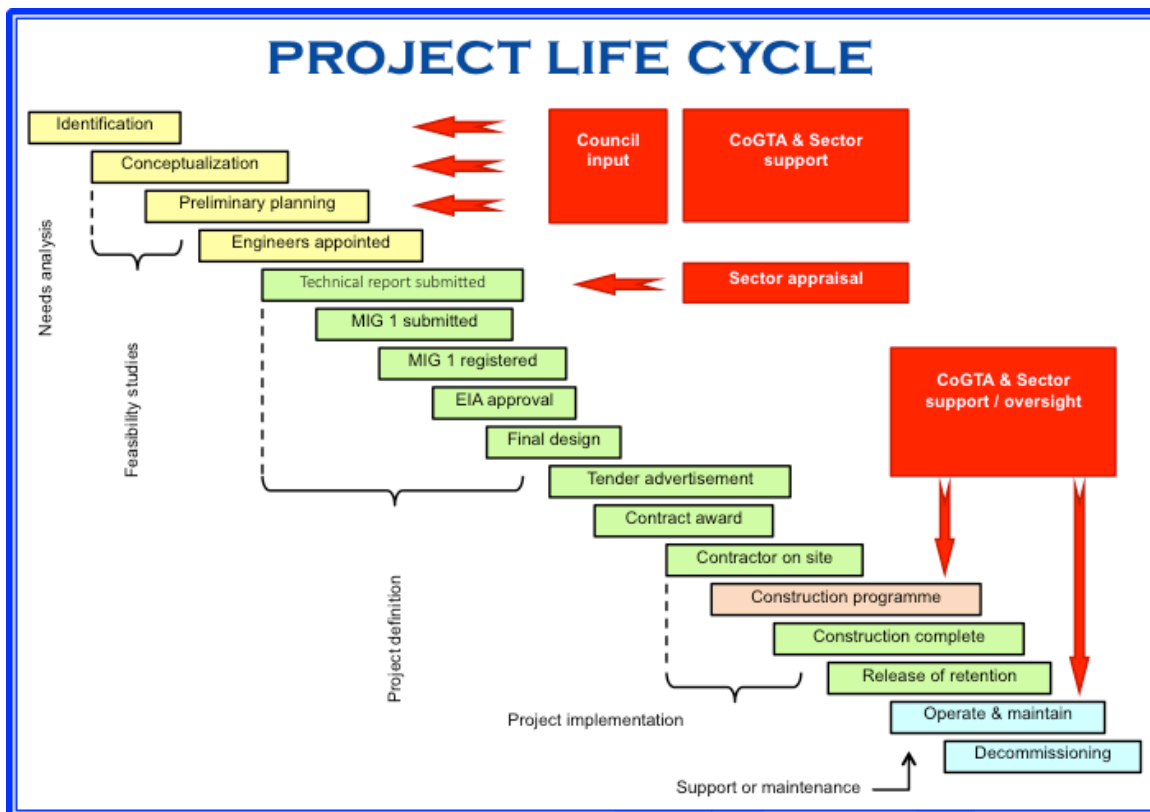 PROJECT LIFE CYCLE
Identification
Conceptualization
Preliminary planning
Engineers appointed
Technical report submitted
MIG 1 submitted
MIG 1 registered
EIA approval
Final design
Tender advertisement
Contract award
Contractor on site
Construction programme
Construction complete
Release of retention
Operate & maintain
Decommissioning
Council
input
CoGTA & Sector
support
Sector appraisal
CoGTA & Sector
support / oversight
Needs analysis
Feasibility studies
Project definition
Project implementation
Support or maintenance